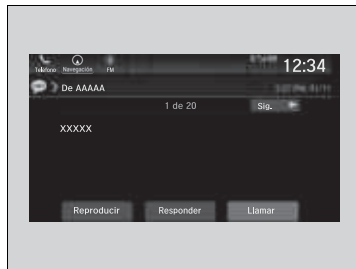 12:34
Teléfono Navegación FM
De AAAAA
1 de 20 Sig.
XXXXX
Reproducir Responder Llamar